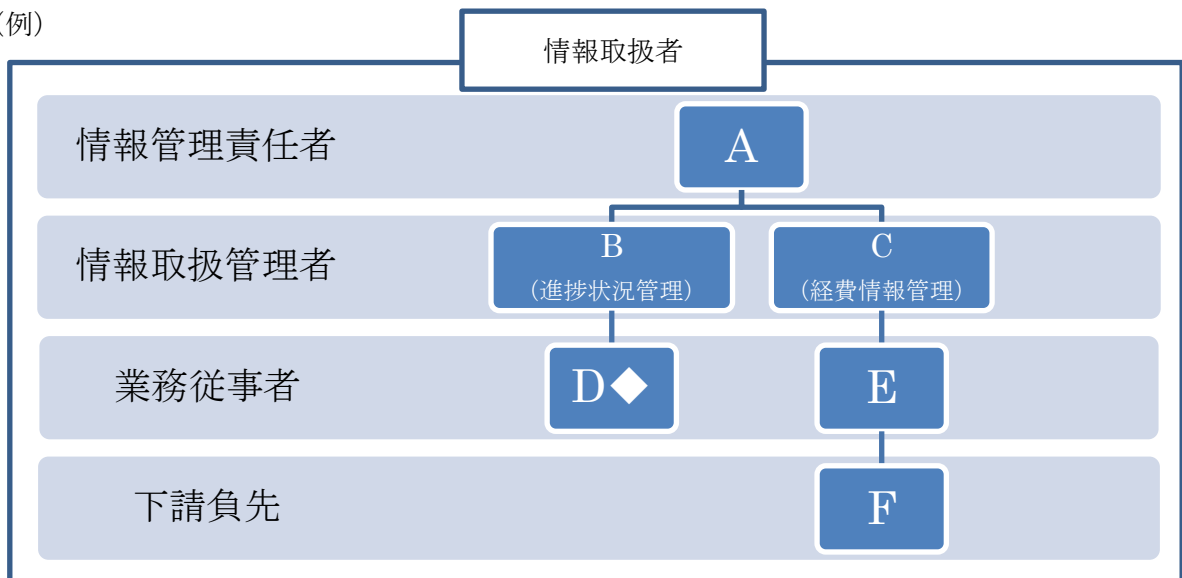 (例)
情報取扱者
情報管理責任者
A
情報取扱管理者
B
(進捗状況管理)
C
(経費情報管理)
業務従事者
D◆
E
下請負先
F